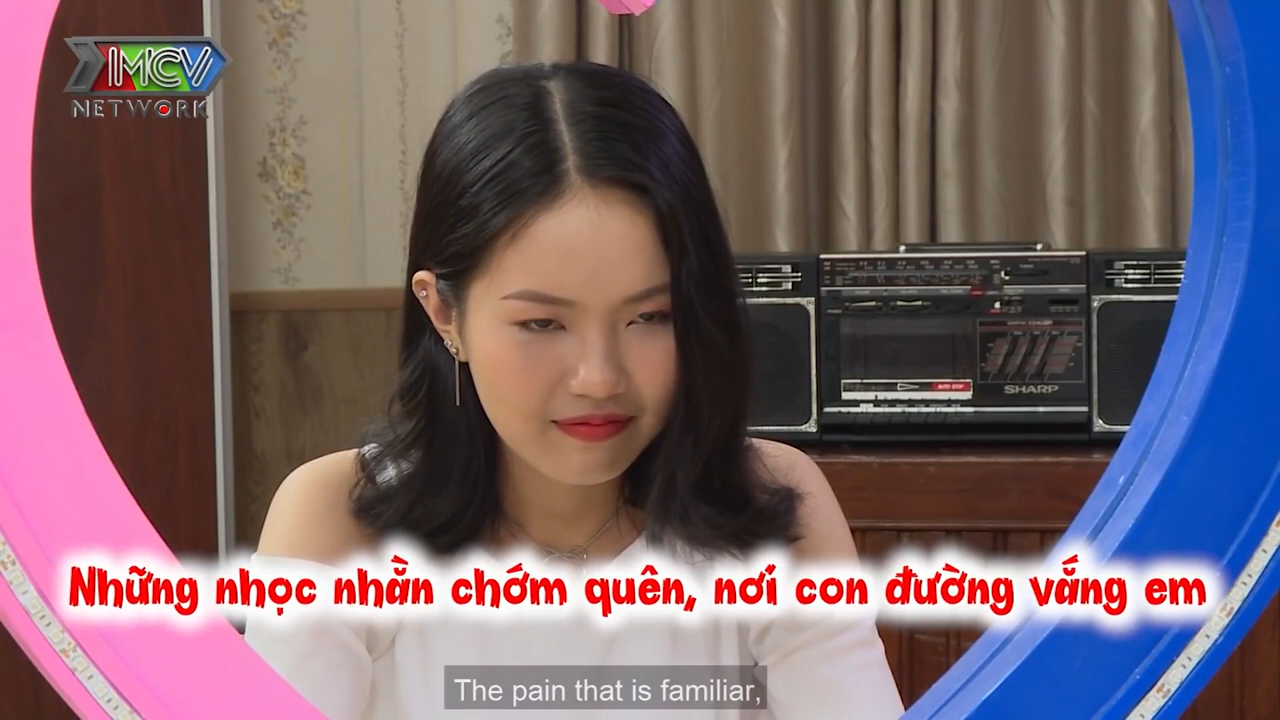 MCV
NETWORK
AUTO STOP
SHARP
Những nhọc nhằn chớm quên, nơi con đường vắng em
The pain that is familiar,